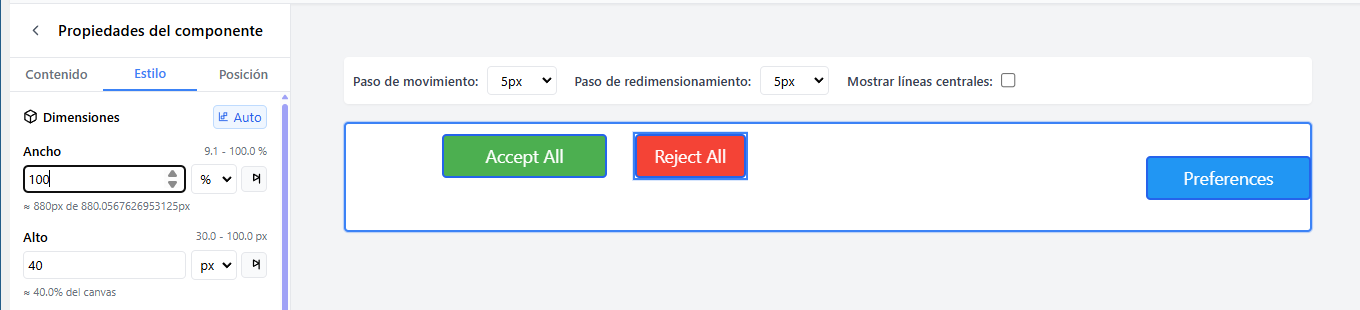 Propiedades del componente
Contenido Estilo Posición
Dimensiones Auto
Ancho 9.1 - 100.0 %
100 %
≈ 880px de 880.0567626953125px
Alto 30.0 - 100.0 px
40 px
≈ 40.0% del canvas
Paso de movimiento: 5px Paso de redimensionamiento: 5px Mostrar líneas centrales:
Accept All Reject All
Preferences